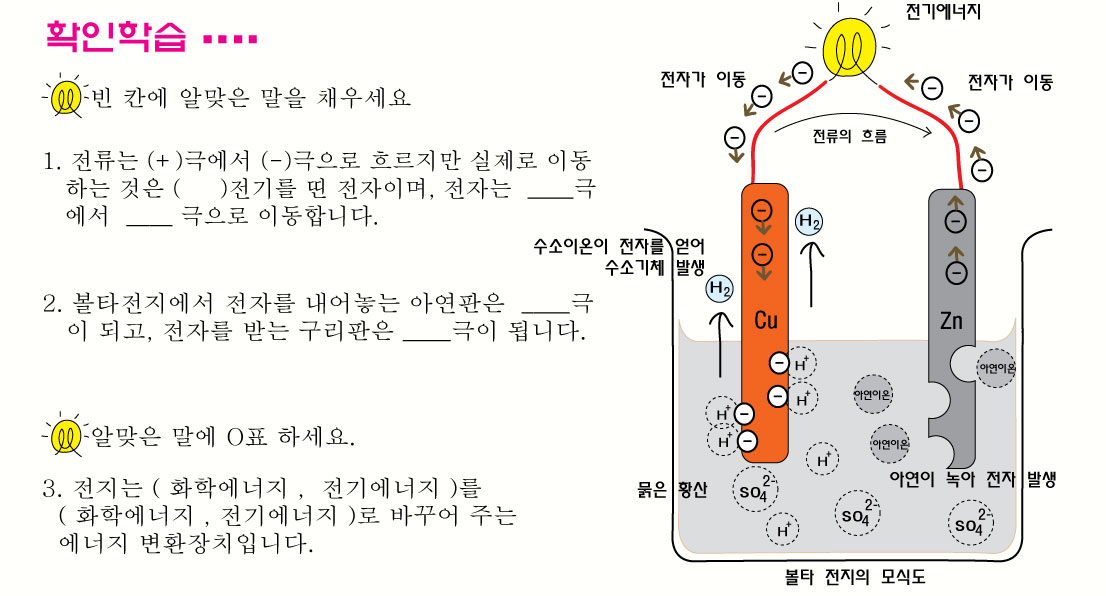 확인학습 ····
빈 칸에 알맞은 말을 채우세요
1. 전류는 (+)극에서 (-)극으로 흐르지만 실제로 이동
하는 것은 (    )전기를 띤 전자이며, 전자는 ____극
에서 ____ 극으로 이동합니다.
2. 볼타전지에서 전자를 내어놓는 아연판은 ____극
이 되고, 전자를 받는 구리판은 ____극이 됩니다.
알맞은 말에 O표 하세요.
3. 전지는 ( 화학에너지 , 전기에너지 )를
( 화학에너지 , 전기에너지 )로 바꾸어 주는
에너지 변환장치입니다.
전기에너지
전자가 이동
전자가 이동
전류의 흐름
수소이온이 전자를 얻어
수소기체 발생
H₂
H₂
Cu
Zn
H⁺
H⁺
H⁺
H⁺
H⁺
H⁺
아연이온
아연이온
아연이온
아연이 녹아 전자 발생
묽은 황산
SO₄²⁻
SO₄²⁻
SO₄²⁻
볼타 전지의 모식도